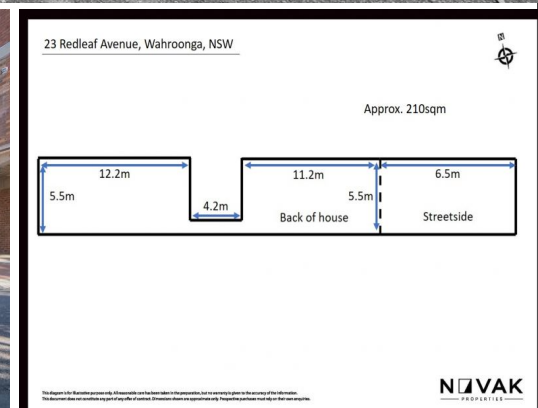 23 Redleaf Avenue, Wahroonga, NSW
N
Approx. 210sqm
12.2m
11.2m
6.5m
5.5m
4.2m
5.5m
Back of house
Streetside
This diagram is for illustrative purposes only. All reasonable care has been taken in the preparation, but no warranty is given to the accuracy of the information.
This document does not constitute any part of any offer of contract. Dimensions shown are approximate only. Prospective purchasers must rely on their own enquiries.
NOVAK
PROPERTIES